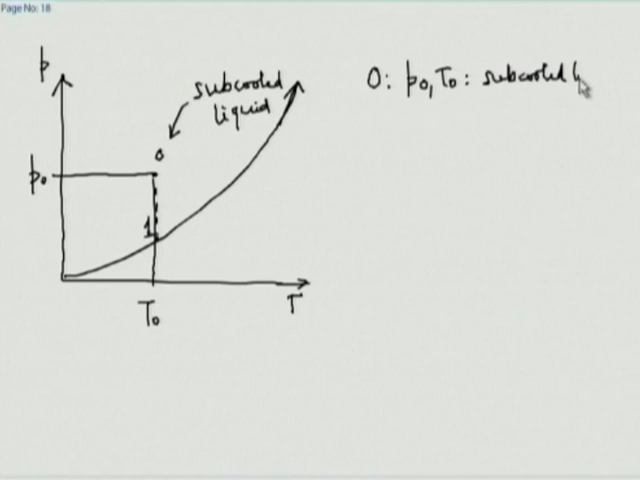 Page No: 18
p
subcooled
liquid
0: p₀, T₀ : subcooled l
0
p₀
1
T
T₀